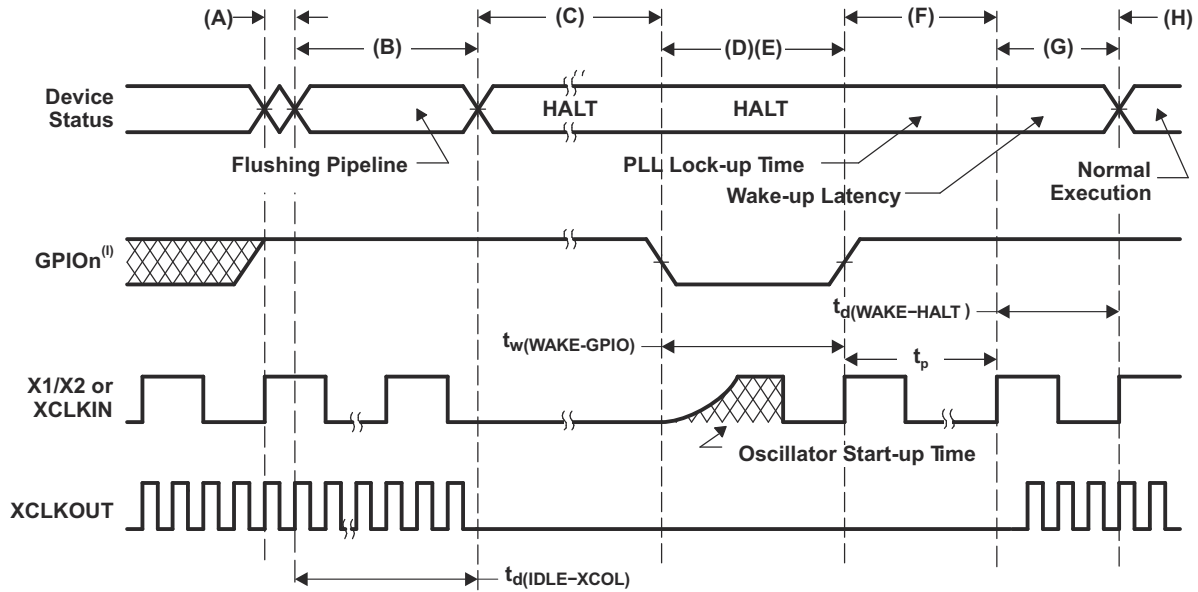 (A)
(B)
(C)
(D)(E)
(F)
(G)
(H)
Device
Status
HALT
HALT
Flushing Pipeline
PLL Lock-up Time
Wake-up Latency
Normal
Execution
GPIOn(I)
td(WAKE−HALT )
tw(WAKE-GPIO)
tp
X1/X2 or
XCLKIN
Oscillator Start-up Time
XCLKOUT
td(IDLE−XCOL)